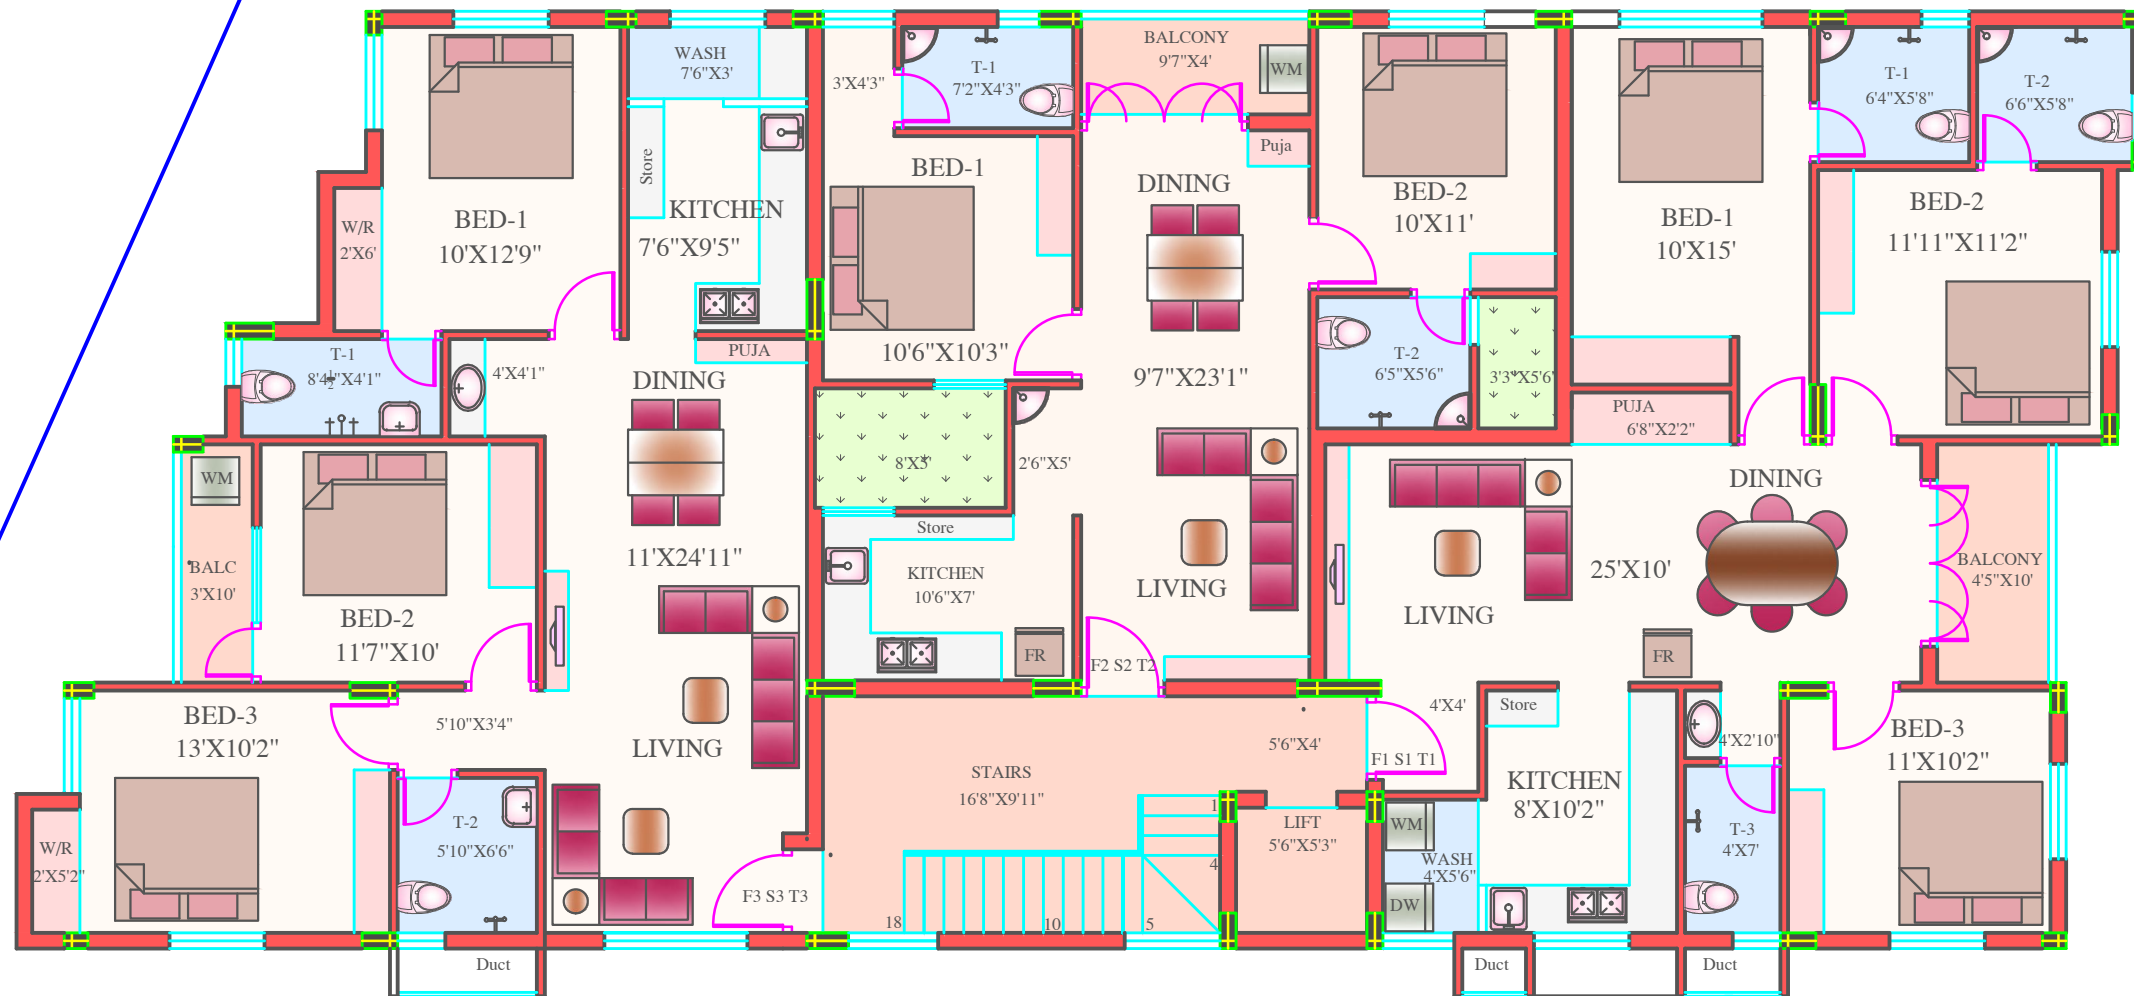 WASH
7'6"X3'
3'X4'3"
T-1
7'2"X4'3"
BALCONY
9'7"X4'
WM
T-1
6'4"X5'8"
T-2
6'6"X5'8"
Store
BED-1
10'X12'9"
W/R
2'X6'
KITCHEN
7'6"X9'5"
BED-1
10'6"X10'3"
DINING
Puja
BED-2
10'X11'
BED-1
10'X15'
BED-2
11'11"X11'2"
T-1
8'4½"X4'1"
4'X4'1"
PUJA
DINING
9'7"X23'1"
T-2
6'5"X5'6"
3'3"X5'6"
PUJA
6'8"X2'2"
WM
BALC
3'X10'
8'X5'
2'6"X5'
Store
KITCHEN
10'6"X7'
FR
11'X24'11"
LIVING
LIVING
25'X10'
DINING
BALCONY
4'5"X10'
FR
BED-2
11'7"X10'
F2 S2 T2
BED-3
13'X10'2"
5'10"X3'4"
LIVING
5'6"X4'
4'X4'
F1 S1 T1
Store
4'X2'10"
BED-3
11'X10'2"
STAIRS
16'8"X9'11"
KITCHEN
8'X10'2"
W/R
2'X5'2"
T-2
5'10"X6'6"
1
4
LIFT
5'6"X5'3"
WM
WASH
4'X5'6"
DW
T-3
4'X7'
F3 S3 T3
18
10
5
Duct
Duct
Duct